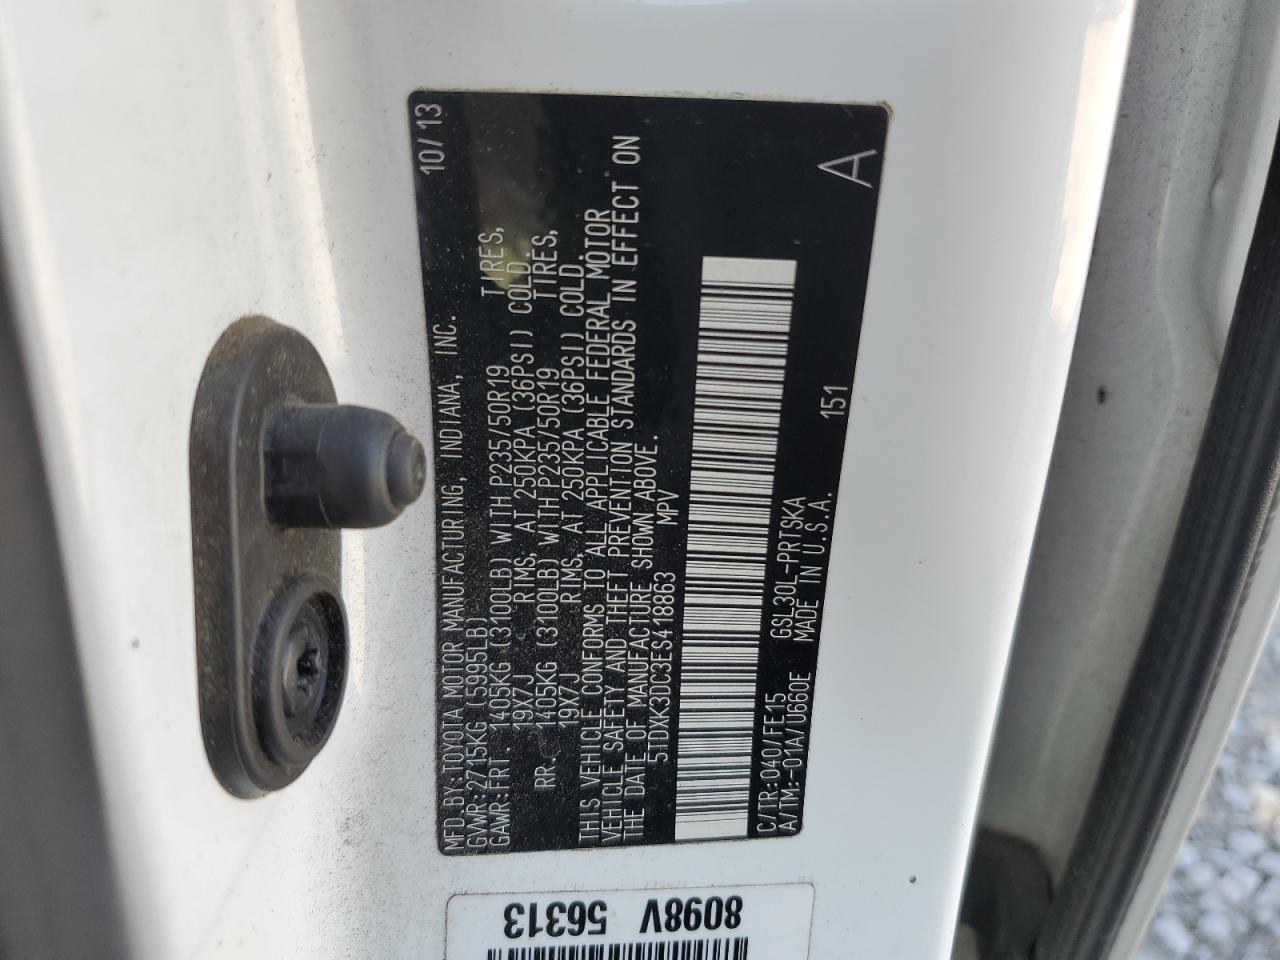 MFD BY:TOYOTA MOTOR MANUFACTURING, INDIANA, INC. 10/13
GVWR:2715KG (5995LB)
GAWR:FRT. 1405KG (3100LB) WITH P235/50R19 TIRES,
19X7J RIMS, AT 250KPA (36PSI) COLD.
RR. 1405KG (3100LB) WITH P235/50R19 TIRES,
19X7J RIMS, AT 250KPA (36PSI) COLD.
THIS VEHICLE CONFORMS TO ALL APPLICABLE FEDERAL MOTOR
VEHICLE SAFETY AND THEFT PREVENTION STANDARDS IN EFFECT ON
THE DATE OF MANUFACTURE SHOWN ABOVE.
5TDXK3DC3ES418863 MPV
C/TR:040/FE15 GSL30L-PRTSKA 151 A
A/TM:-01A/U660E MADE IN U.S.A.
56313
8098V